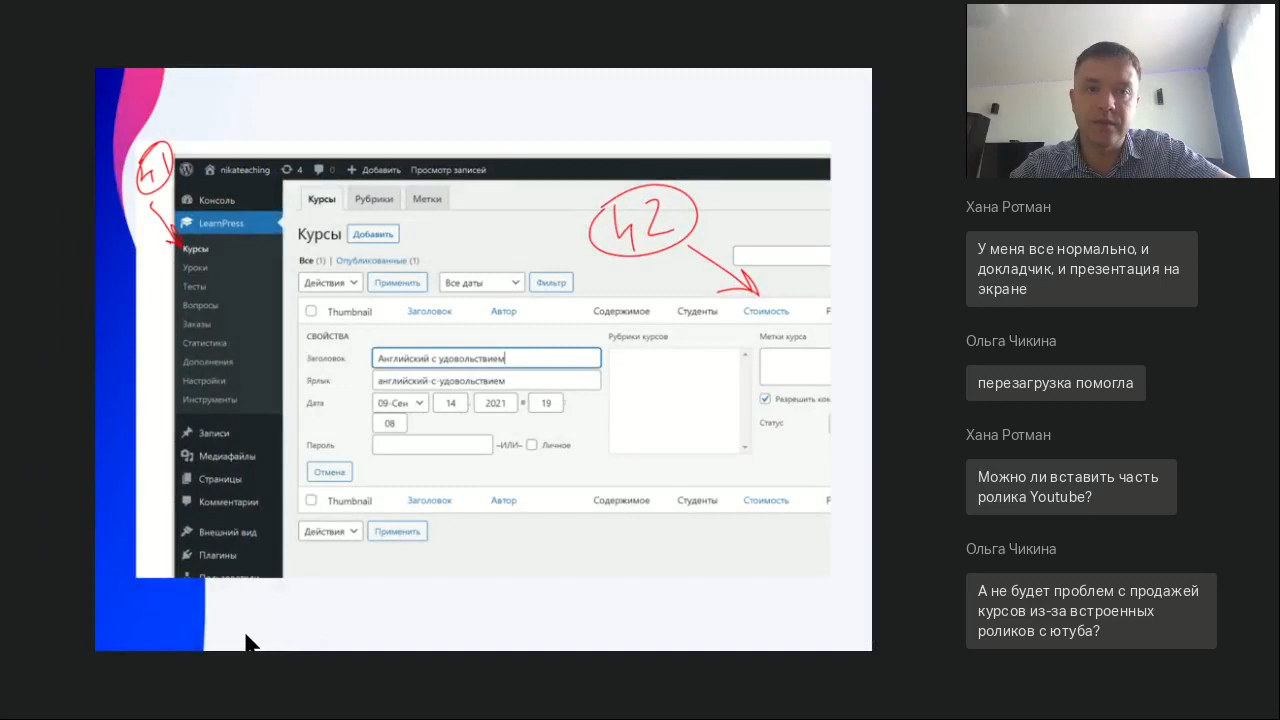 41
nikateaching 4 0 Добавить Просмотр записей
Консоль
LearnPress
Курсы
Уроки
Тесты
Вопросы
Заказы
Статистика
Дополнения
Настройки
Инструменты
Записи
Медиафайлы
Страницы
Комментарии
Внешний вид
Плагины
Пользователи
Курсы Рубрики Метки
Курсы Добавить
42
Все (1) | Опубликованные (1)
Действия Применить Все даты Фильтр
Thumbnail Заголовок Автор Содержимое Студенты Стоимость
СВОЙСТВА Рубрики курсов Метки курса
Заголовок Английский с удовольствием
Ярлык английский-с-удовольствием
Дата 09-Сен 14 2021 в 19 :
08
Разрешить ком
Статус
Пароль –ИЛИ– Личное
Отмена
Thumbnail Заголовок Автор Содержимое Студенты Стоимость
Действия Применить
Хана Ротман
У меня все нормально, и
докладчик, и презентация на
экране
Ольга Чикина
перезагрузка помогла
Хана Ротман
Можно ли вставить часть
ролика Youtube?
Ольга Чикина
А не будет проблем с продажей
курсов из-за встроенных
роликов с ютуба?